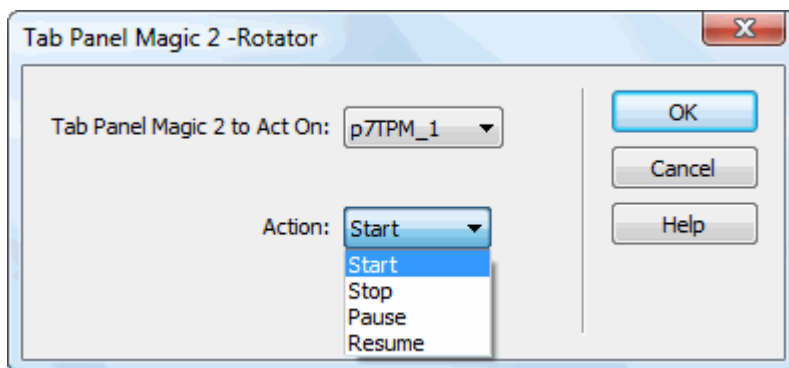 Tab Panel Magic 2 -Rotator
Tab Panel Magic 2 to Act On: p7TPM_1
OK
Cancel
Action: Start
Help
Start
Stop
Pause
Resume